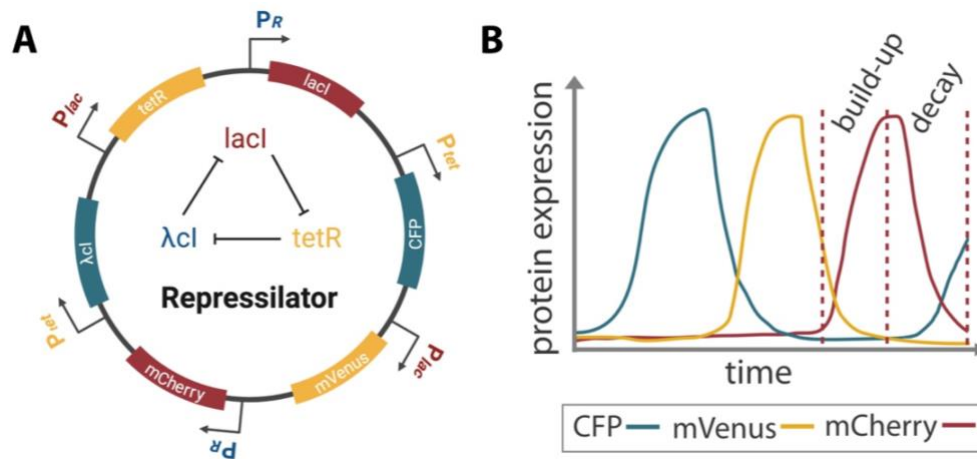 A
P_R
lacI
P_tet
CFP
P_lac
mVenus
P_R
mCherry
P_tet
λcI
P_lac
tetR
lacI
λcI
tetR
Repressilator
B
protein expression
build-up
decay
time
CFP mVenus mCherry